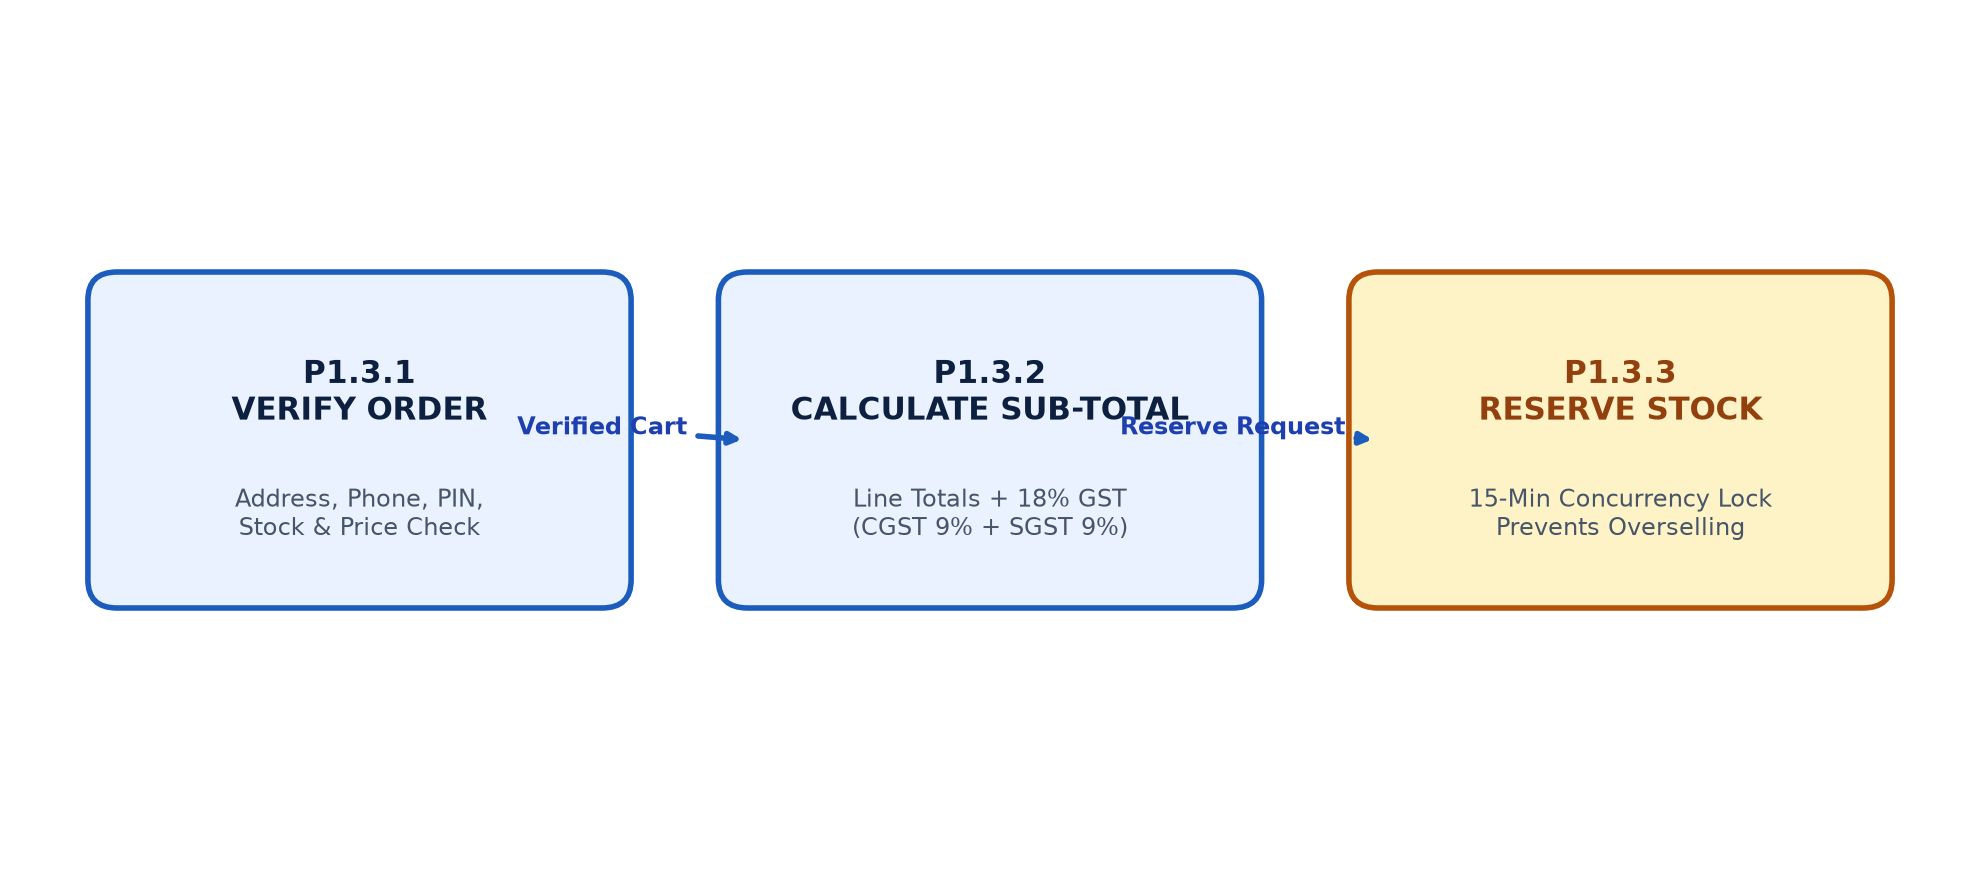 P1.3.1
VERIFY ORDER
Address, Phone, PIN,
Stock & Price Check
Verified Cart
P1.3.2
CALCULATE SUB-TOTAL
Line Totals + 18% GST
(CGST 9% + SGST 9%)
Reserve Request
P1.3.3
RESERVE STOCK
15-Min Concurrency Lock
Prevents Overselling